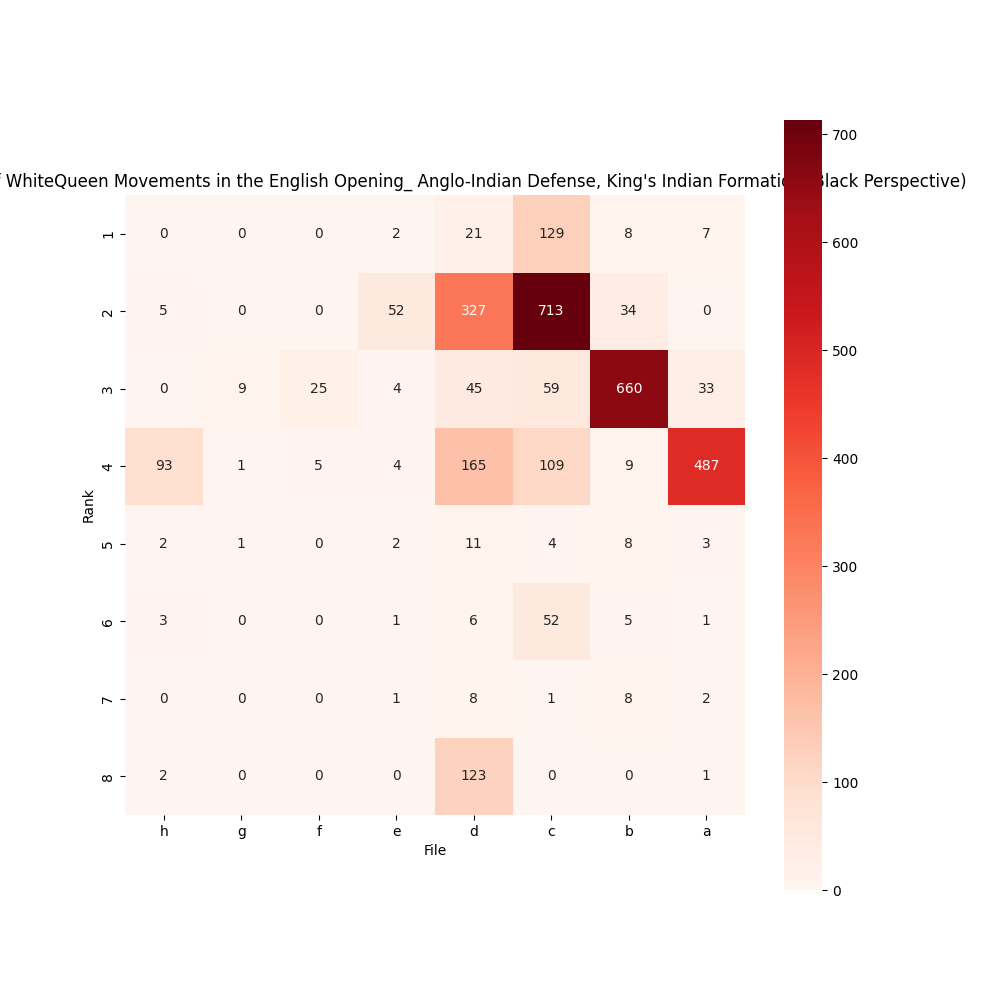 700
WhiteQueen Movements in the English Opening_ Anglo-Indian Defense, King's Indian Formation Perspective)
1 0 0 0 2 21 129 8 7
600
2 5 0 0 52 327 713 34 0
500
3 0 9 25 4 45 59 660 33
400
4 93 1 5 4 165 109 9 487
Rank
5 2 1 0 2 11 4 8 3
300
6 3 0 0 1 6 52 5 1
200
7 0 0 0 1 8 1 8 2
100
8 2 0 0 0 123 0 0 1
h g f e d c b a
File
0